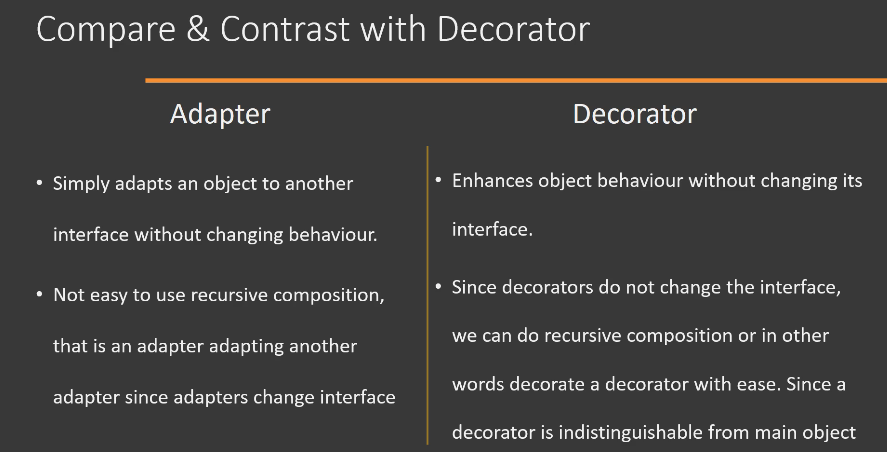 Compare & Contrast with Decorator
Adapter
• Simply adapts an object to another
interface without changing behaviour.
• Not easy to use recursive composition,
that is an adapter adapting another
adapter since adapters change interface
Decorator
• Enhances object behaviour without changing its
interface.
• Since decorators do not change the interface,
we can do recursive composition or in other
words decorate a decorator with ease. Since a
decorator is indistinguishable from main object